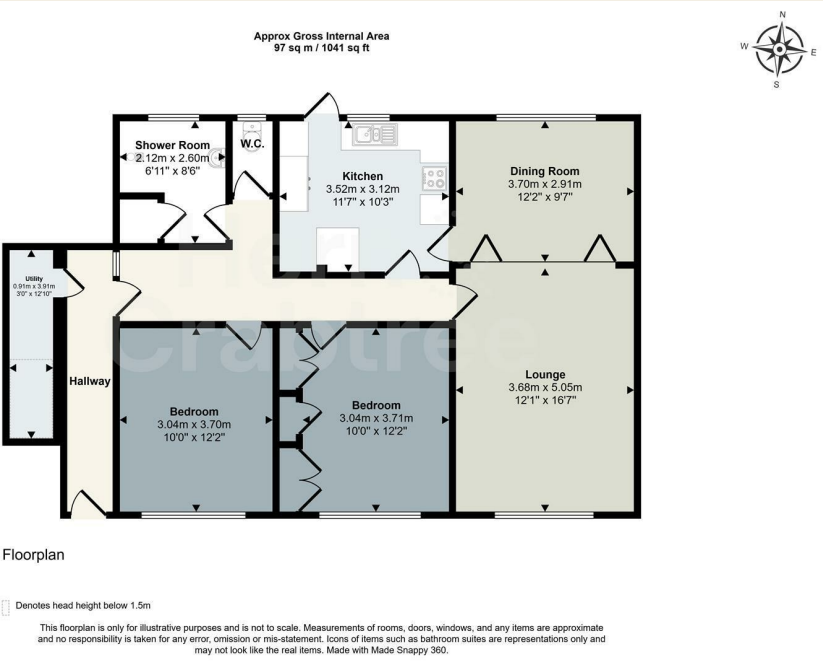 Approx Gross Internal Area
97 sq m / 1041 sq ft
N
W
E
S
Shower Room
2.12m x 2.60m
6'11" x 8'6"
W.C.
Kitchen
3.52m x 3.12m
11'7" x 10'3"
Dining Room
3.70m x 2.91m
12'2" x 9'7"
Utility
0.91m x 3.91m
3'0" x 12'10"
Hallway
Bedroom
3.04m x 3.70m
10'0" x 12'2"
Bedroom
3.04m x 3.71m
10'0" x 12'2"
Lounge
3.68m x 5.05m
12'1" x 16'7"
Crabtree
Floorplan
Denotes head height below 1.5m
This floorplan is only for illustrative purposes and is not to scale. Measurements of rooms, doors, windows, and any items are approximate
and no responsibility is taken for any error, omission or mis-statement. Icons of items such as bathroom suites are representations only and
may not look like the real items. Made with Made Snappy 360.